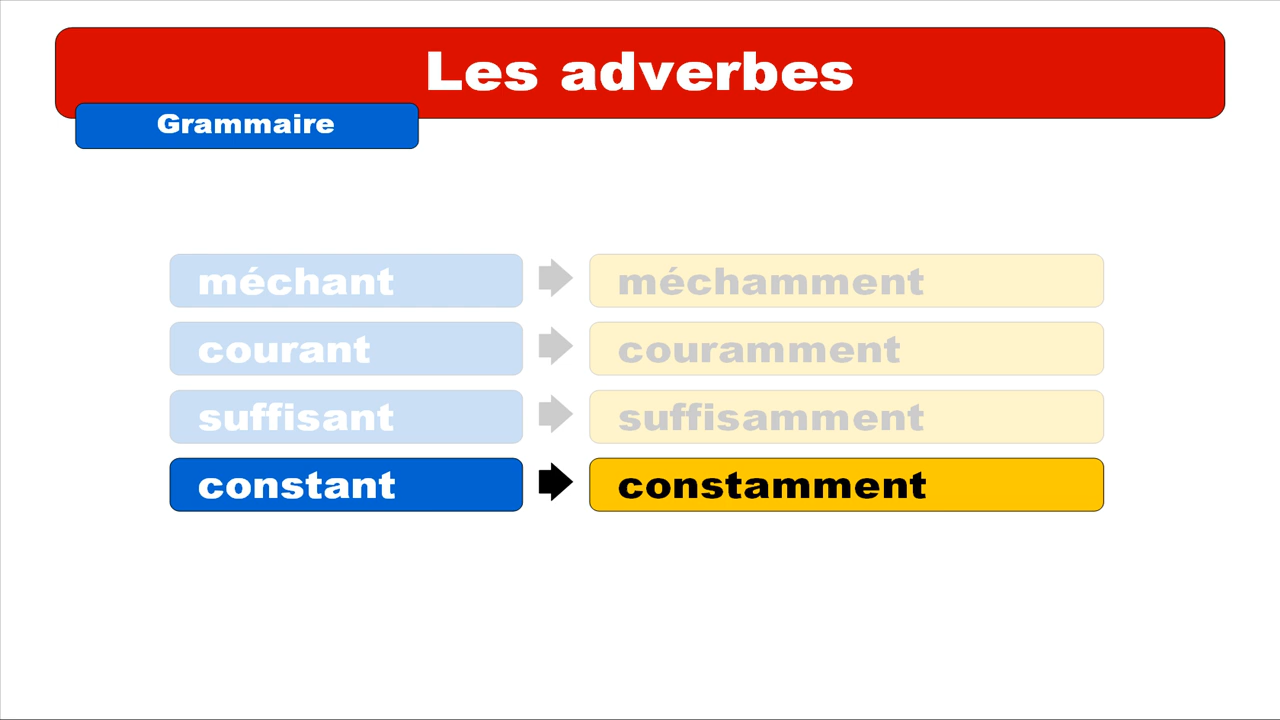 Les adverbes
Grammaire
méchant méchamment
courant couramment
suffisant suffisamment
constant constamment